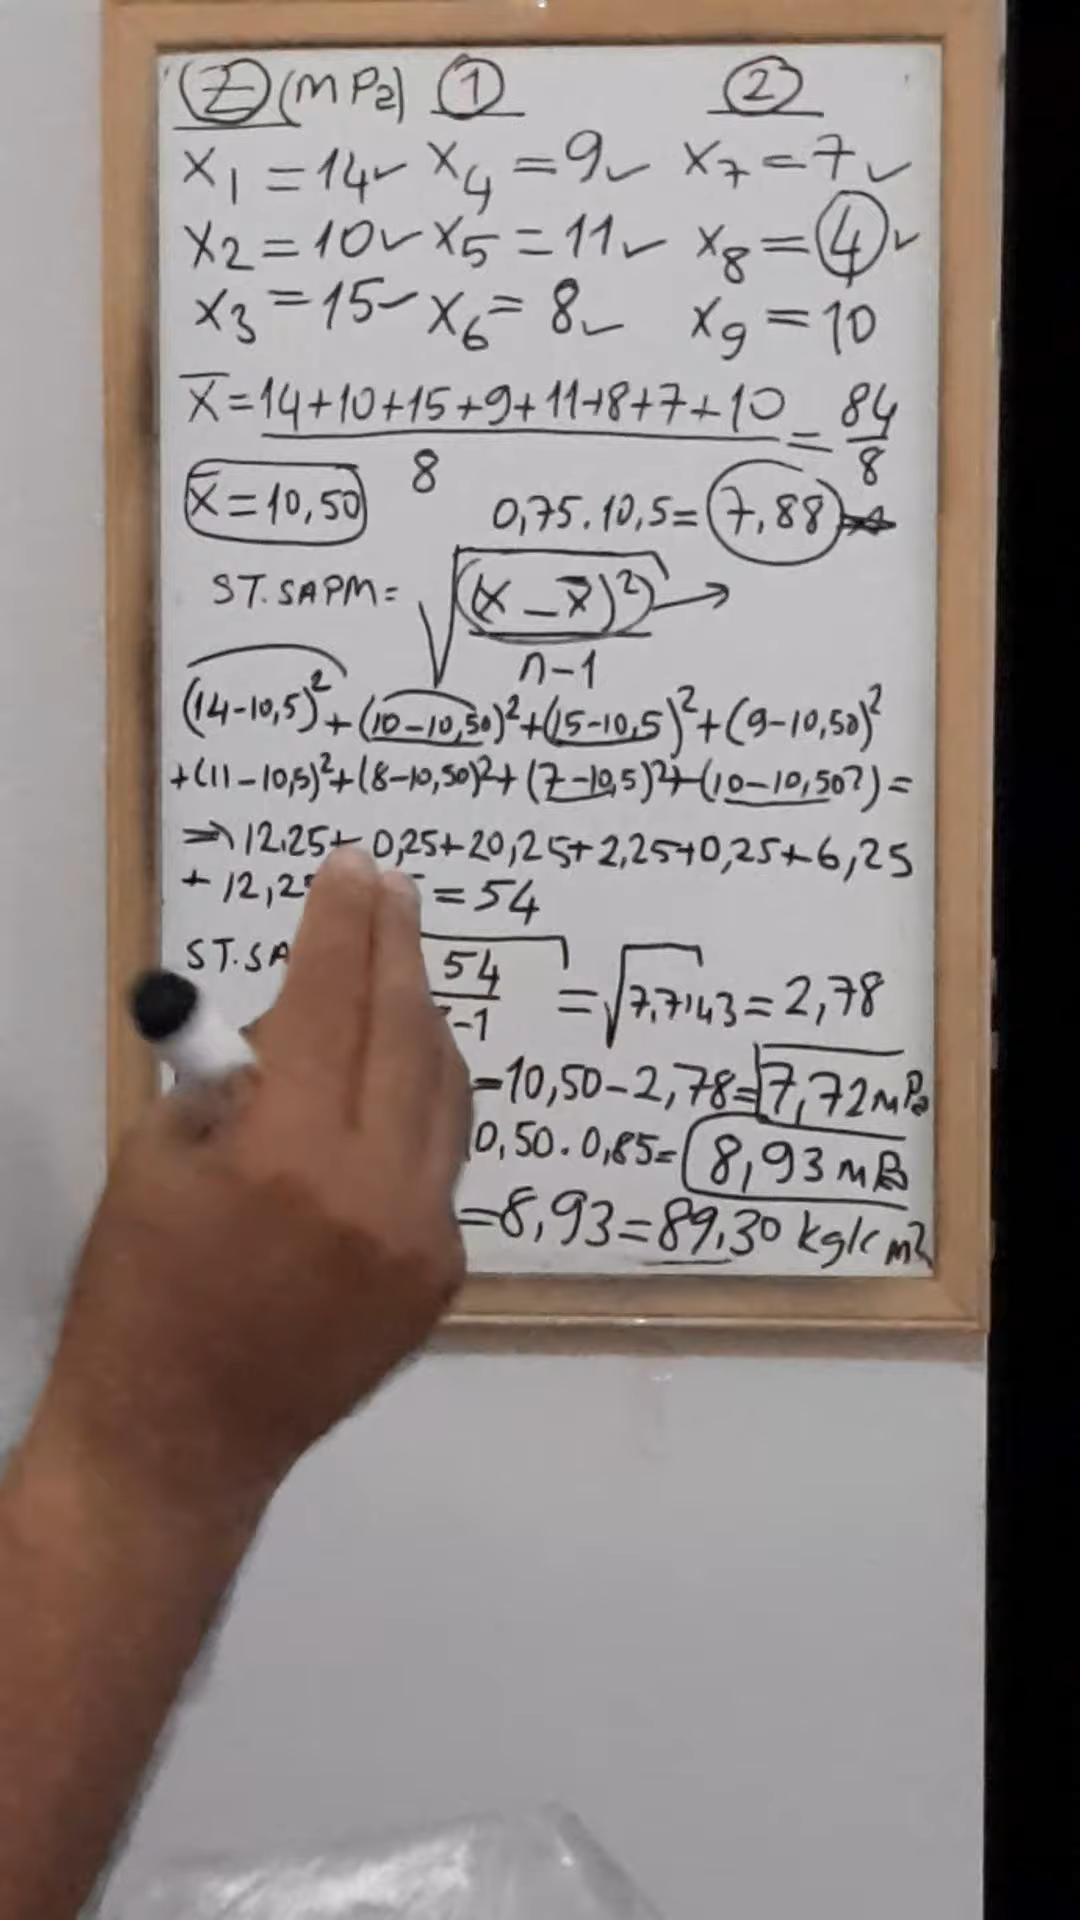 Z (MPa) 1 2
X1 = 14✓ X4 = 9✓ X7 = 7✓
X2 = 10✓ X5 = 11✓ X8 = 4✓
X3 = 15✓ X6 = 8✓ X9 = 10
X̅ = 14+10+15+9+11+8+7+10 / 8 = 84/8
X̅ = 10,50 0,75.10,5 = 7,88
ST.SAPM = √((X – X̅)² / n–1) →
(14-10,5)² + (10-10,50)² + (15-10,5)² + (9-10,50)²
+ (11-10,5)² + (8-10,50)² + (7-10,5)² + (10-10,50²) =
⇒ 12,25 + 0,25 + 20,25 + 2,25 + 0,25 + 6,25
+ 12,2 = 54
ST.SA 54 / -1 = √7,7143 = 2,78
= 10,50 – 2,78 = 7,72 MPa
0,50 . 0,85 = 8,93 MPa
= 8,93 = 89,30 kg/cm²